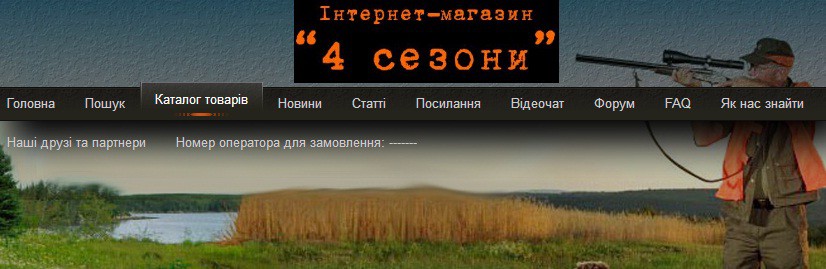 Інтернет-магазин
“4 сезони”
Головна Пошук Каталог товарів Новини Статті Посилання Відеочат Форум FAQ Як нас знайти
Наші друзі та партнери Номер оператора для замовлення: -------